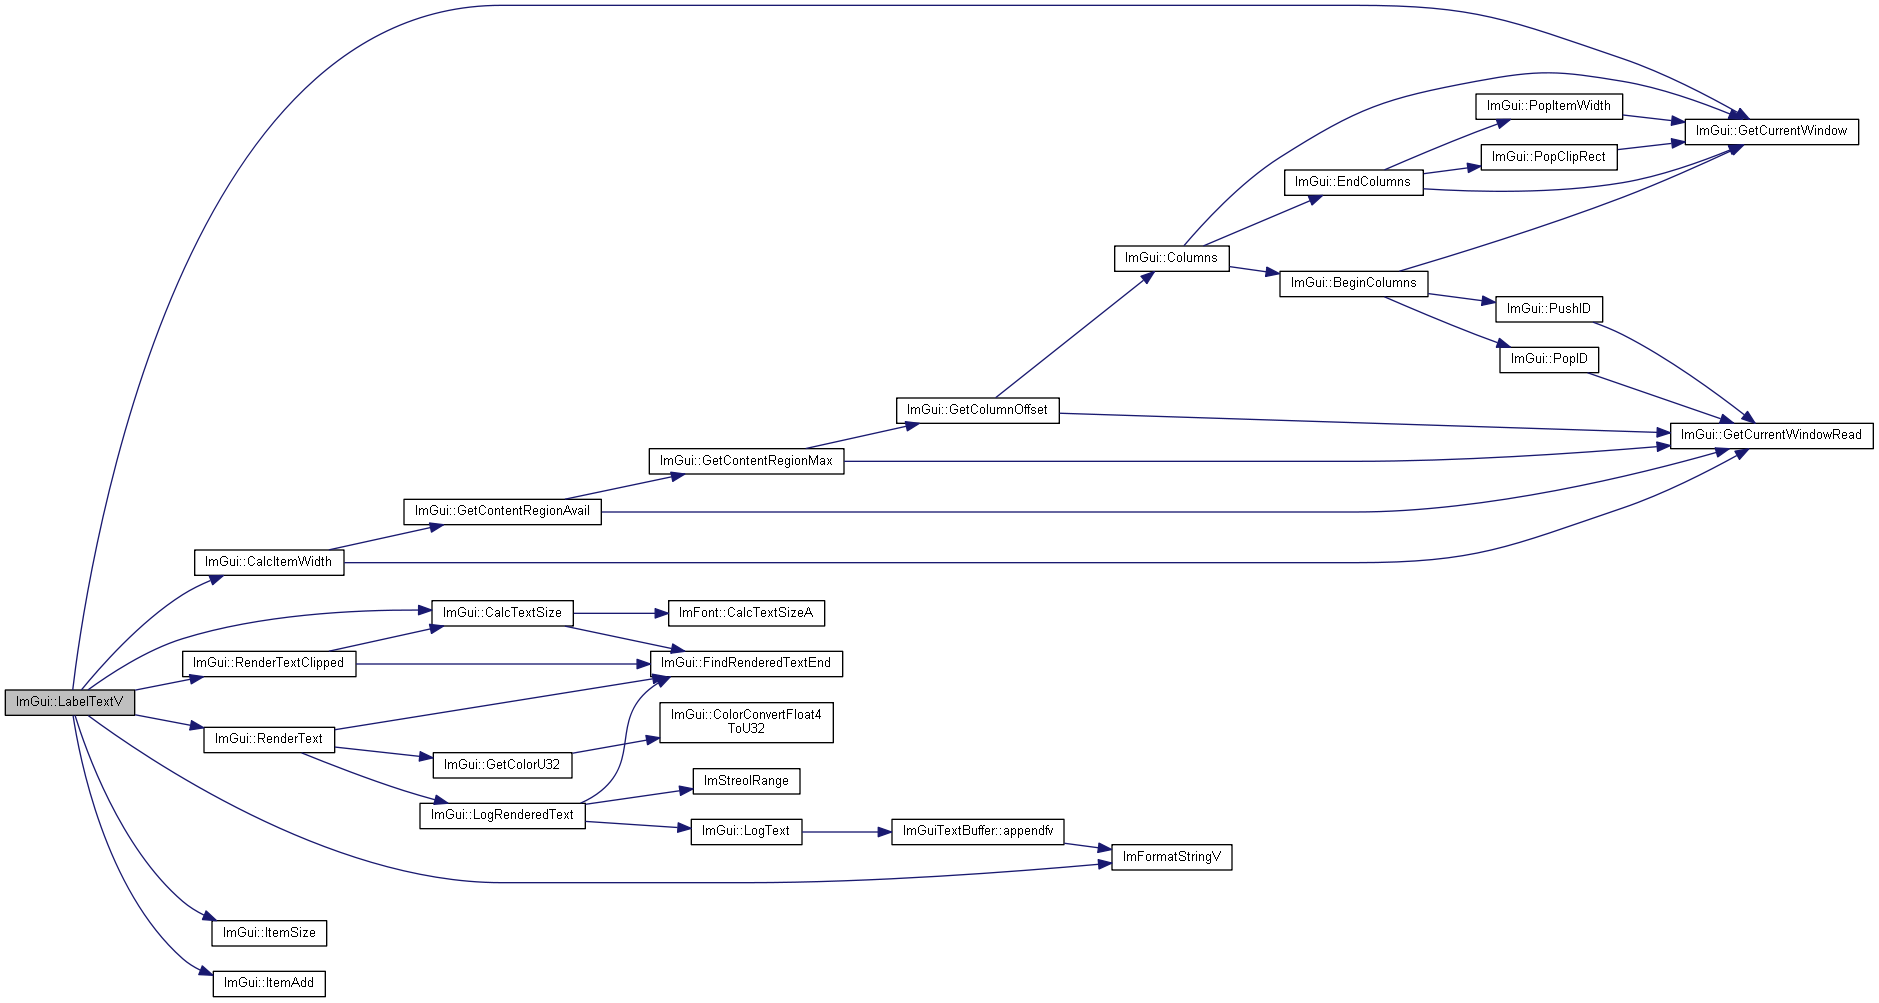 ImGui::PopItemWidth
ImGui::GetCurrentWindow
ImGui::PopClipRect
ImGui::EndColumns
ImGui::Columns
ImGui::BeginColumns
ImGui::PushID
ImGui::PopID
ImGui::GetColumnOffset
ImGui::GetCurrentWindowRead
ImGui::GetContentRegionMax
ImGui::GetContentRegionAvail
ImGui::CalcItemWidth
ImGui::CalcTextSize
ImFont::CalcTextSizeA
ImGui::RenderTextClipped
ImGui::FindRenderedTextEnd
ImGui::LabelTextV
ImGui::ColorConvertFloat4
ToU32
ImGui::RenderText
ImGui::GetColorU32
ImStreolRange
ImGui::LogRenderedText
ImGui::LogText
ImGuiTextBuffer::appendfv
ImFormatStringV
ImGui::ItemSize
ImGui::ItemAdd